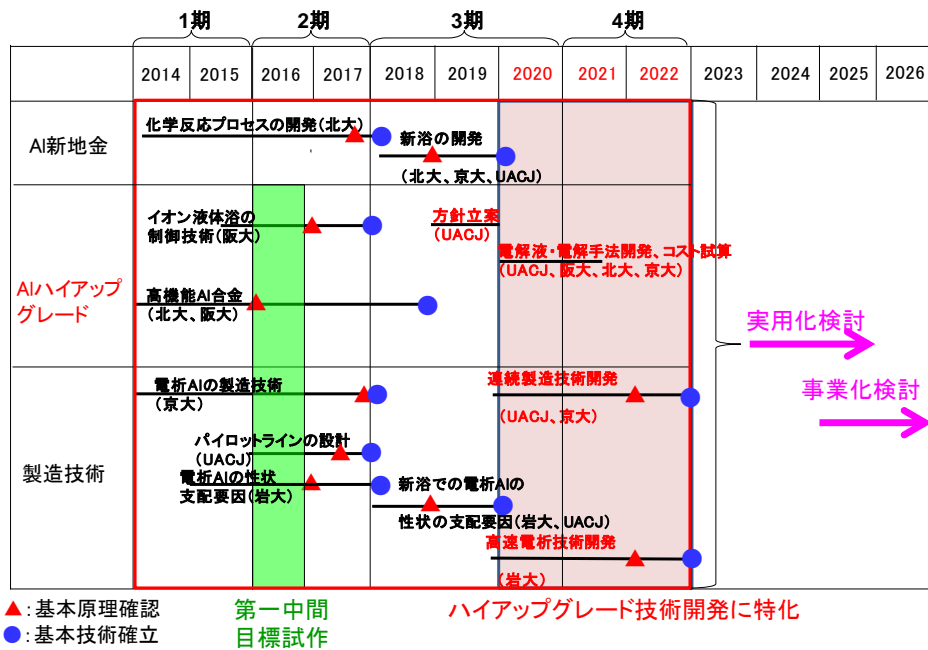 1期
2期
3期
4期
2014
2015
2016
2017
2018
2019
2020
2021
2022
2023
2024
2025
2026
Al新地金
化学反応プロセスの開発(北大)
新浴の開発
(北大、京大、UACJ)
Alハイアップ
グレード
イオン液体浴の
制御技術(阪大)
方針立案
(UACJ)
電解液・電解手法開発、コスト試算
(UACJ、阪大、北大、京大)
高機能Al合金
(北大、阪大)
実用化検討
事業化検討
製造技術
電析Alの製造技術
(京大)
連続製造技術開発
(UACJ、京大)
パイロットラインの設計
(UACJ)
電析Alの性状
支配要因(岩大)
新浴での電析Alの
性状の支配要因(岩大、UACJ)
高速電析技術開発
(岩大)
:基本原理確認
:基本技術確立
第一中間
目標試作
ハイアップグレード技術開発に特化